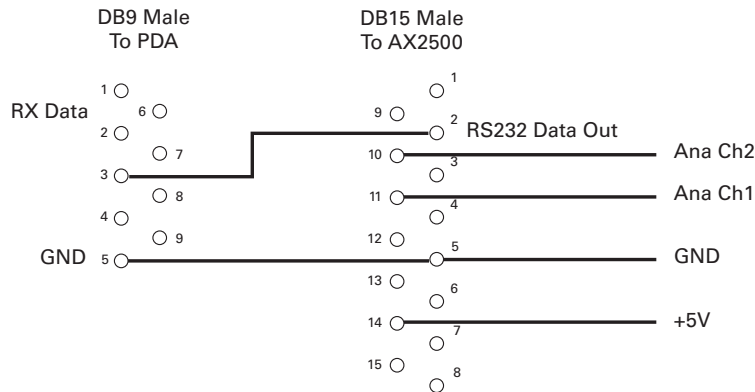 DB9 Male
To PDA
DB15 Male
To AX2500
1
1
RX Data
6
9
2
2
RS232 Data Out
7
10
Ana Ch2
3
3
8
11
Ana Ch1
4
4
9
12
5
GND
5
GND
13
6
14
+5V
7
15
8